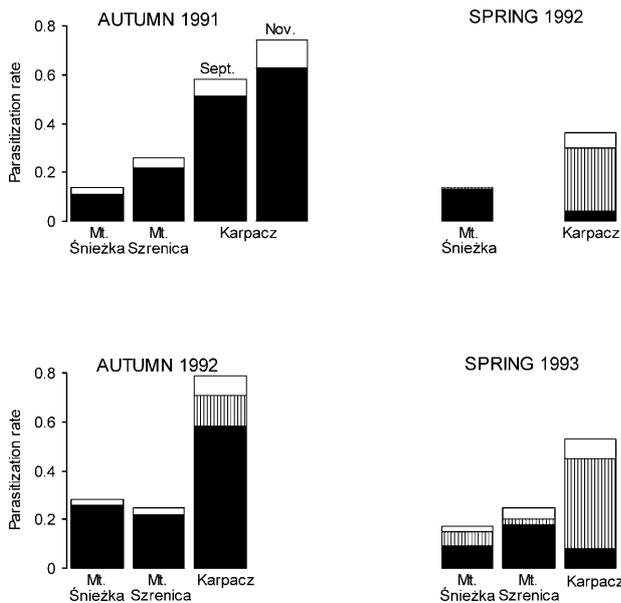 AUTUMN 1991
Parasitization rate
0.8
0.6
0.4
0.2
0
Sept.
Nov.
Mt.
Śnieżka
Mt.
Szrenica
Karpacz
SPRING 1992
Mt.
Śnieżka
Karpacz
AUTUMN 1992
Parasitization rate
0.8
0.6
0.4
0.2
0
Mt.
Śnieżka
Mt.
Szrenica
Karpacz
SPRING 1993
Mt.
Śnieżka
Mt.
Szrenica
Karpacz